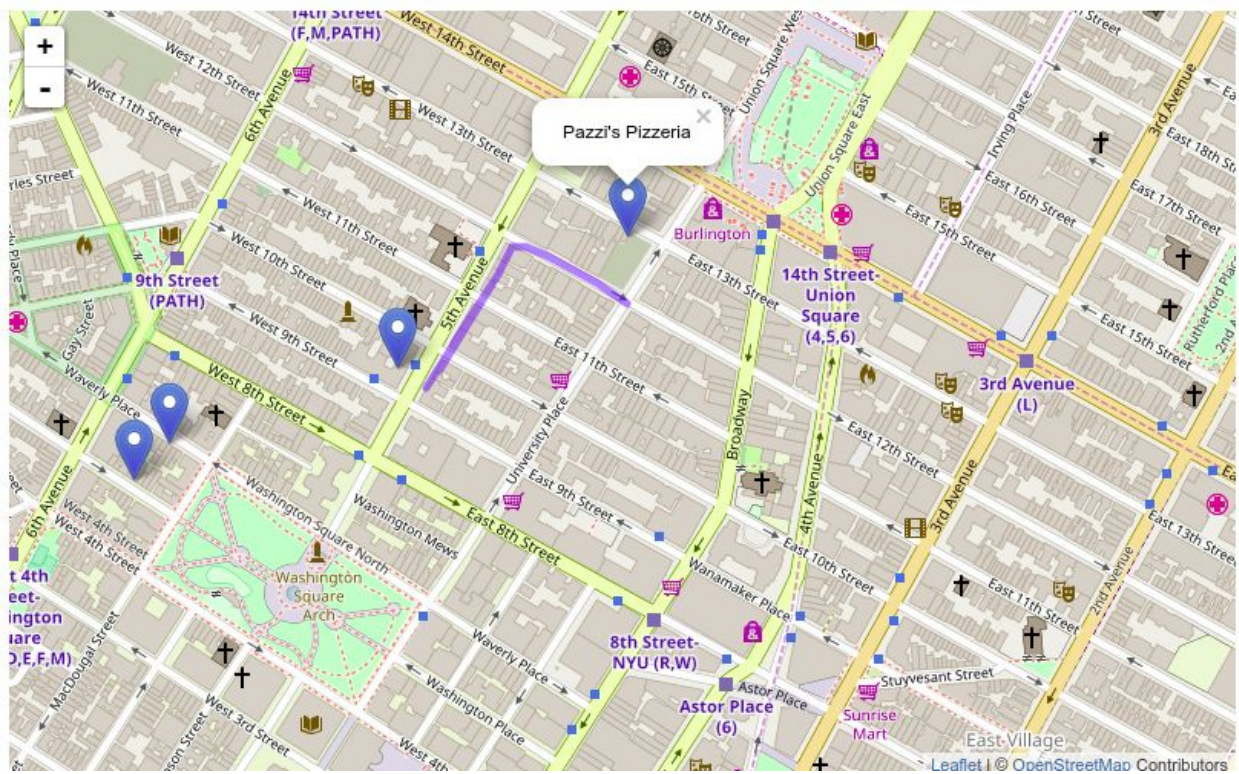 +
-
14th Street
(F,M,PATH)
West 14th Street
West 12th Street
West 11th Street
6th Avenue
West 13th Street
East 15th Street
Union Square
Pazzi's Pizzeria
×
Union Square East
Irving Place
3rd Avenue
East 18th
East 17th Street
East 16th Street
East 15th Street
West 11th Street
West 10th Street
9th Street
(PATH)
Gay Street
West 9th Street
5th Avenue
Burlington
East 13th Street
14th Street-
Union
Square
(4,5,6)
East 15th Street
Rutherford Place
3rd Avenue
(L)
Waverly Place
West 8th Street
East 11th Street
University Place
Broadway
East 12th Street
4th Avenue
3rd Avenue
6th Avenue
West 4th Street
West 4th Street
Washington Square North
Washington Mews
East 9th Street
East 8th Street
East 10th Street
East 13th Street
2nd Avenue
Washington
Square
Arch
Wanamaker Place
East 11th Street
8th Street-
NYU (R,W)
Waverly Place
Washington Place
MacDougal Street
West 3rd Street
West 4th
Astor Place
Astor Place
(6)
Stuyvesant Street
Sunrise
Mart
East Village
Leaflet | © OpenStreetMap Contributors